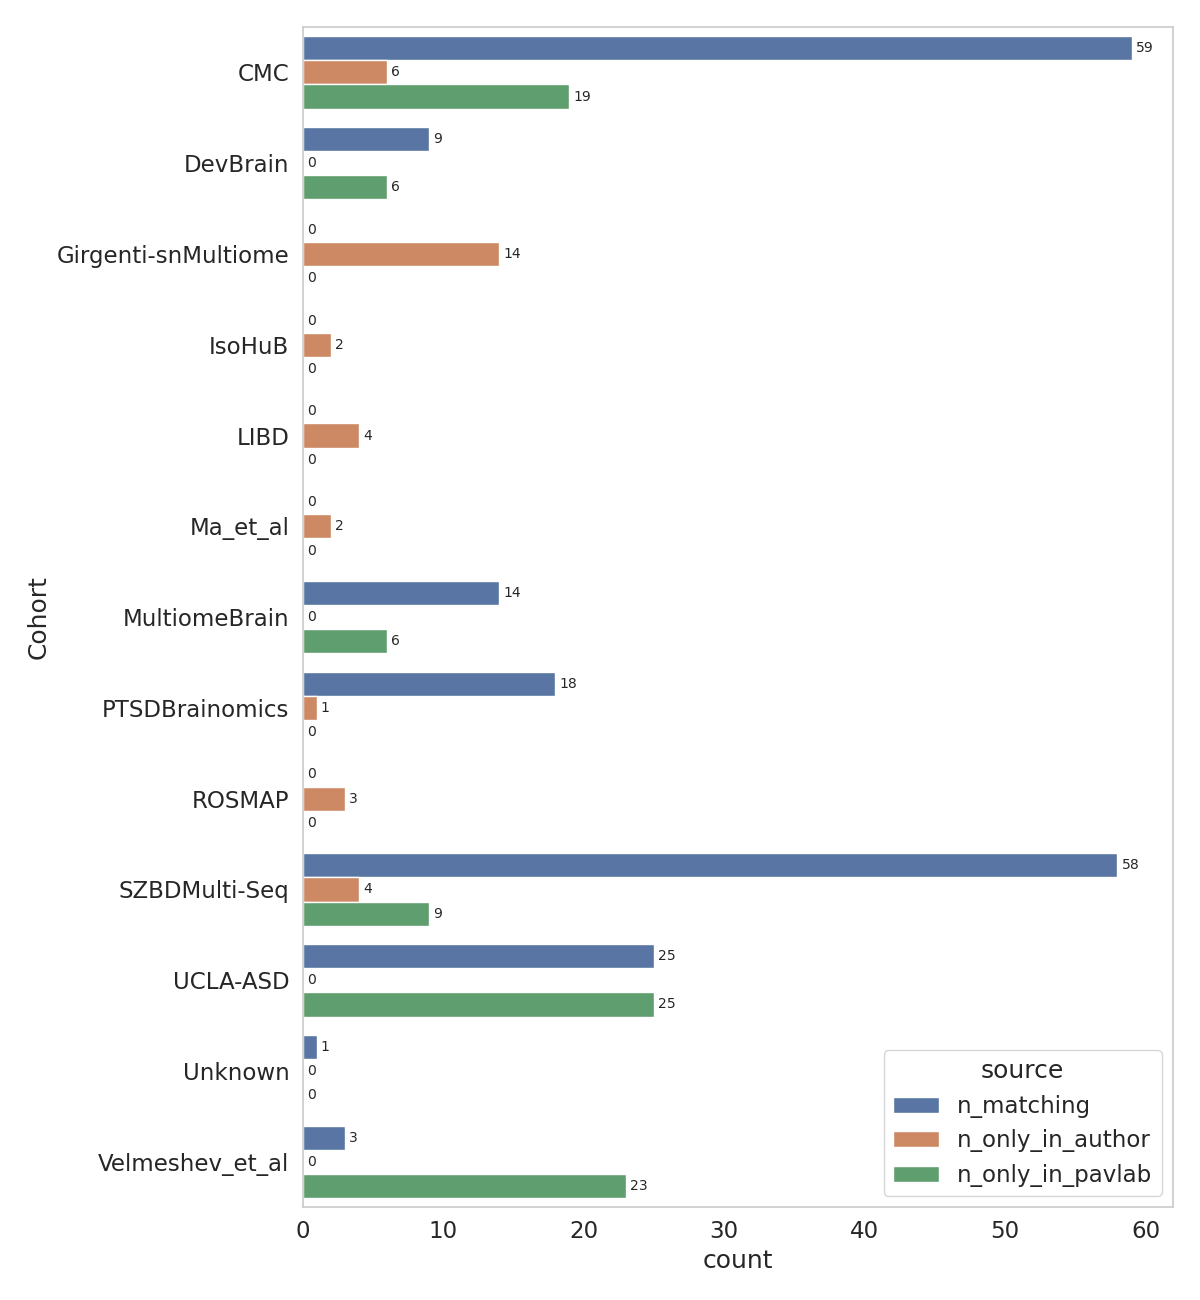 CMC
59
6
19
DevBrain
9
0
6
Girgenti-snMultiome
0
14
0
IsoHuB
0
2
0
LIBD
0
4
0
Ma_et_al
0
2
0
MultiomeBrain
14
0
6
PTSDBrainomics
18
1
0
ROSMAP
0
3
0
SZBDMulti-Seq
58
4
9
UCLA-ASD
25
0
25
Unknown
1
0
0
Velmeshev_et_al
3
0
23
Cohort
source
n_matching
n_only_in_author
n_only_in_pavlab
0 10 20 30 40 50 60
count